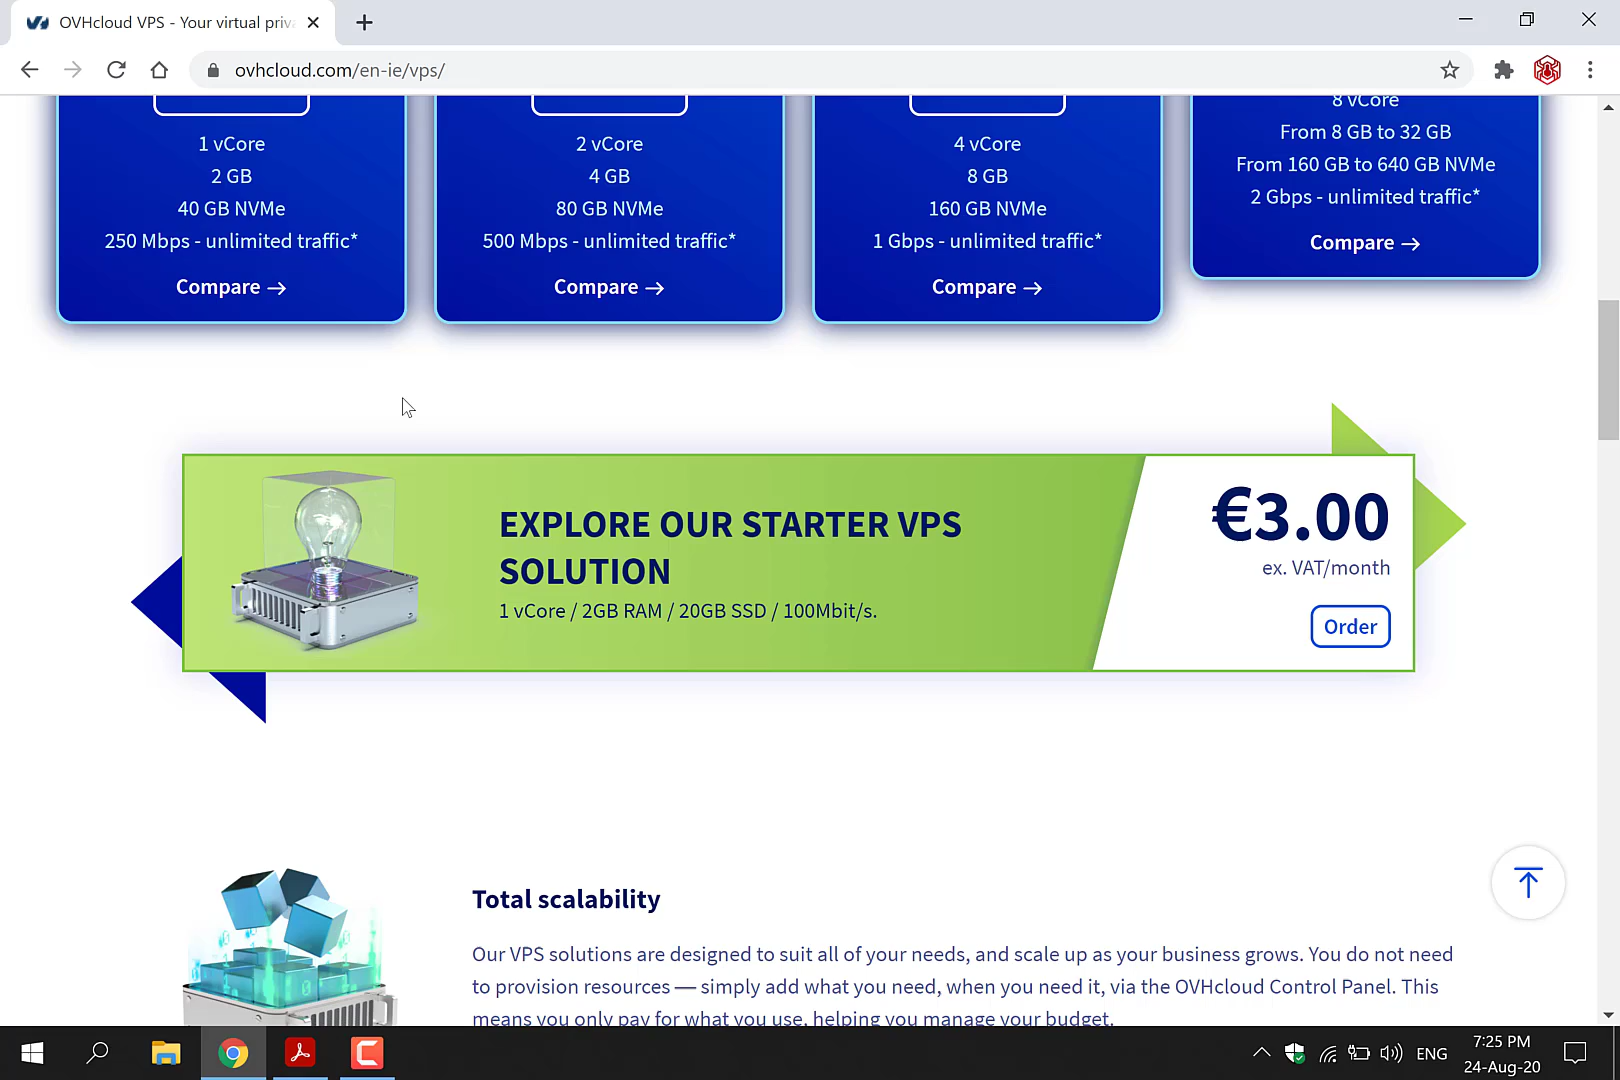 OVHcloud VPS - Your virtual priv
ovhcloud.com/en-ie/vps/
1 vCore
2 GB
40 GB NVMe
250 Mbps - unlimited traffic*
Compare →
2 vCore
4 GB
80 GB NVMe
500 Mbps - unlimited traffic*
Compare →
4 vCore
8 GB
160 GB NVMe
1 Gbps - unlimited traffic*
Compare →
8 vCore
From 8 GB to 32 GB
From 160 GB to 640 GB NVMe
2 Gbps - unlimited traffic*
Compare →
EXPLORE OUR STARTER VPS
SOLUTION
1 vCore / 2GB RAM / 20GB SSD / 100Mbit/s.
€3.00
ex. VAT/month
Order
Total scalability
Our VPS solutions are designed to suit all of your needs, and scale up as your business grows. You do not need
to provision resources — simply add what you need, when you need it, via the OVHcloud Control Panel. This
means you only pay for what you use, helping you manage your budget.
ENG
7:25 PM
24-Aug-20